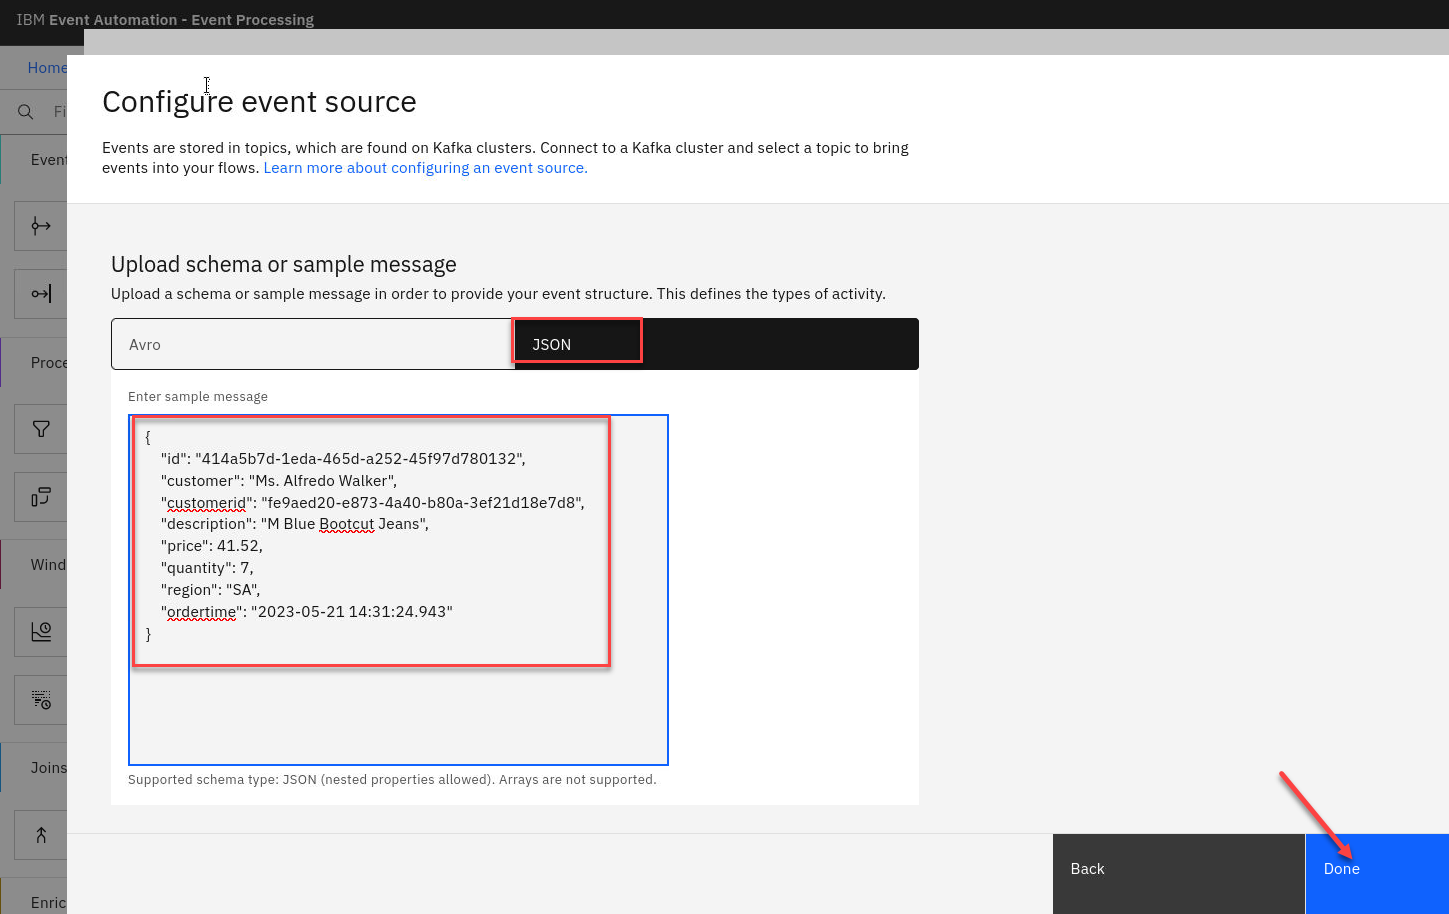 IBM Event Automation - Event Processing
Home
Fi
Event
Proce
Wind
Joins
Enric
Configure event source
Events are stored in topics, which are found on Kafka clusters. Connect to a Kafka cluster and select a topic to bring
events into your flows. Learn more about configuring an event source.
Upload schema or sample message
Upload a schema or sample message in order to provide your event structure. This defines the types of activity.
Avro
JSON
Enter sample message
{
"id": "414a5b7d-1eda-465d-a252-45f97d780132",
"customer": "Ms. Alfredo Walker",
"customerid": "fe9aed20-e873-4a40-b80a-3ef21d18e7d8",
"description": "M Blue Bootcut Jeans",
"price": 41.52,
"quantity": 7,
"region": "SA",
"ordertime": "2023-05-21 14:31:24.943"
}
Supported schema type: JSON (nested properties allowed). Arrays are not supported.
Back
Done